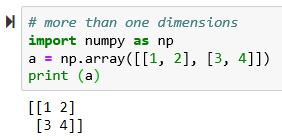 # more than one dimensions
import numpy as np
a = np.array([[1, 2], [3, 4]])
print (a)
[[1 2]
 [3 4]]